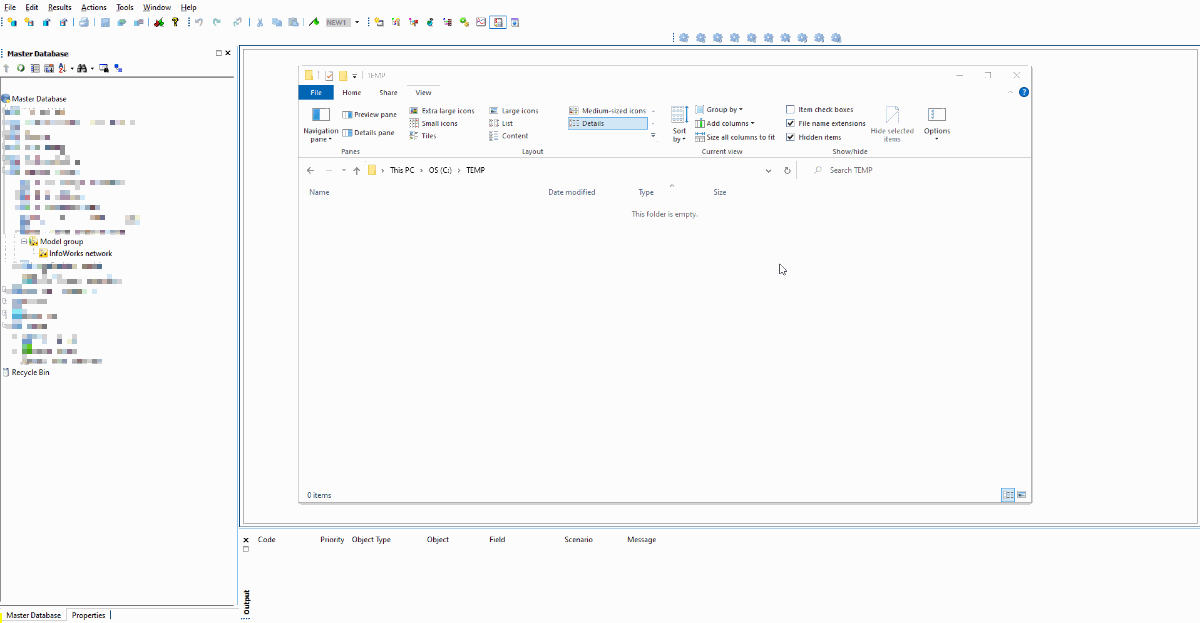 File Edit Results Actions Tools Window Help
NEW1
Master Database
Master Database
Model group
InfoWorks network
Recycle Bin
Master Database Properties
TEMP
File Home Share View
Navigation pane
Preview pane
Details pane
Panes
Extra large icons Large icons Medium-sized icons
Small icons List Details
Tiles Content
Layout
Sort by
Group by
Add columns
Size all columns to fit
Current view
Item check boxes
File name extensions
Hidden items
Hide selected items
Show/hide
Options
This PC › OS (C:) › TEMP
Search TEMP
Name Date modified Type Size
This folder is empty.
0 items
Code Priority Object Type Object Field Scenario Message
Output